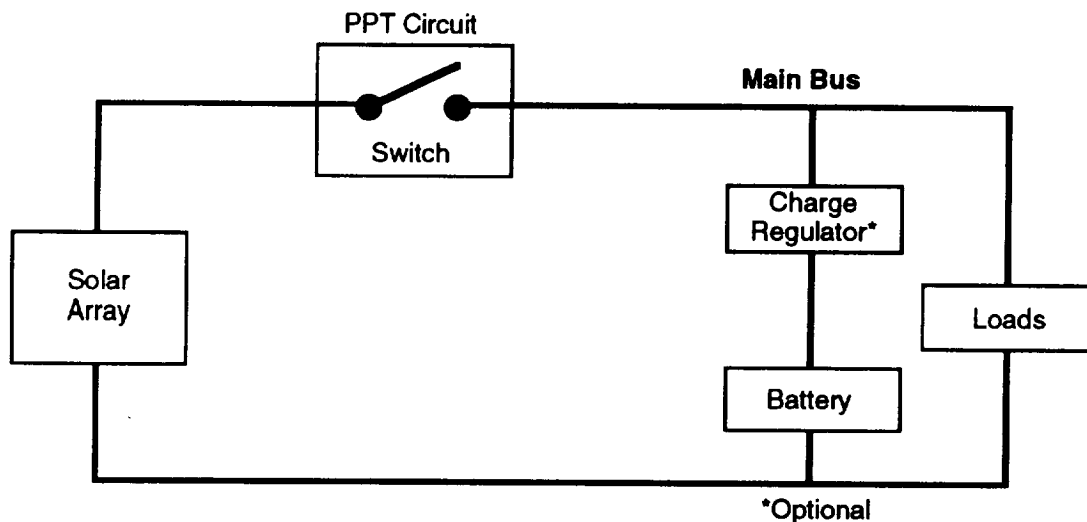 PPT Circuit
Switch
Main Bus
Charge
Regulator*
Solar
Array
Loads
Battery
*Optional